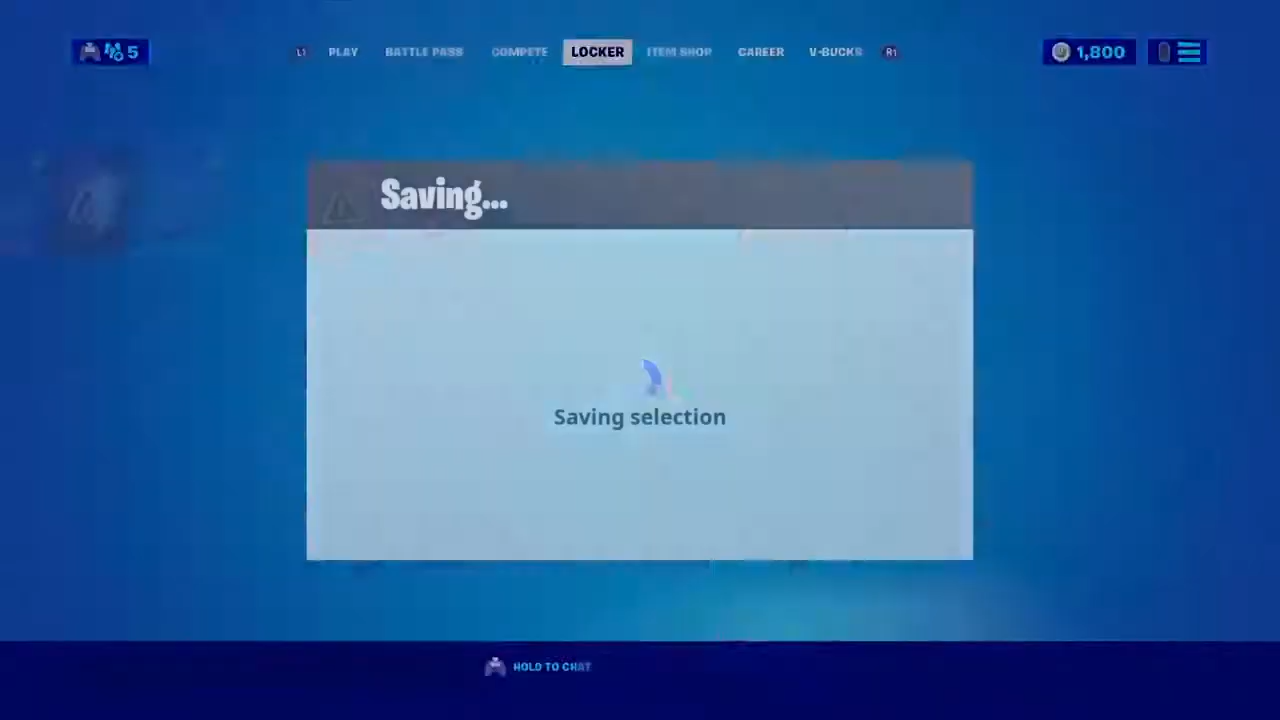 5
L1 PLAY BATTLE PASS COMPETE LOCKER ITEM SHOP CAREER V-BUCKS R1
1,800
Saving...
Saving selection
HOLD TO CHAT